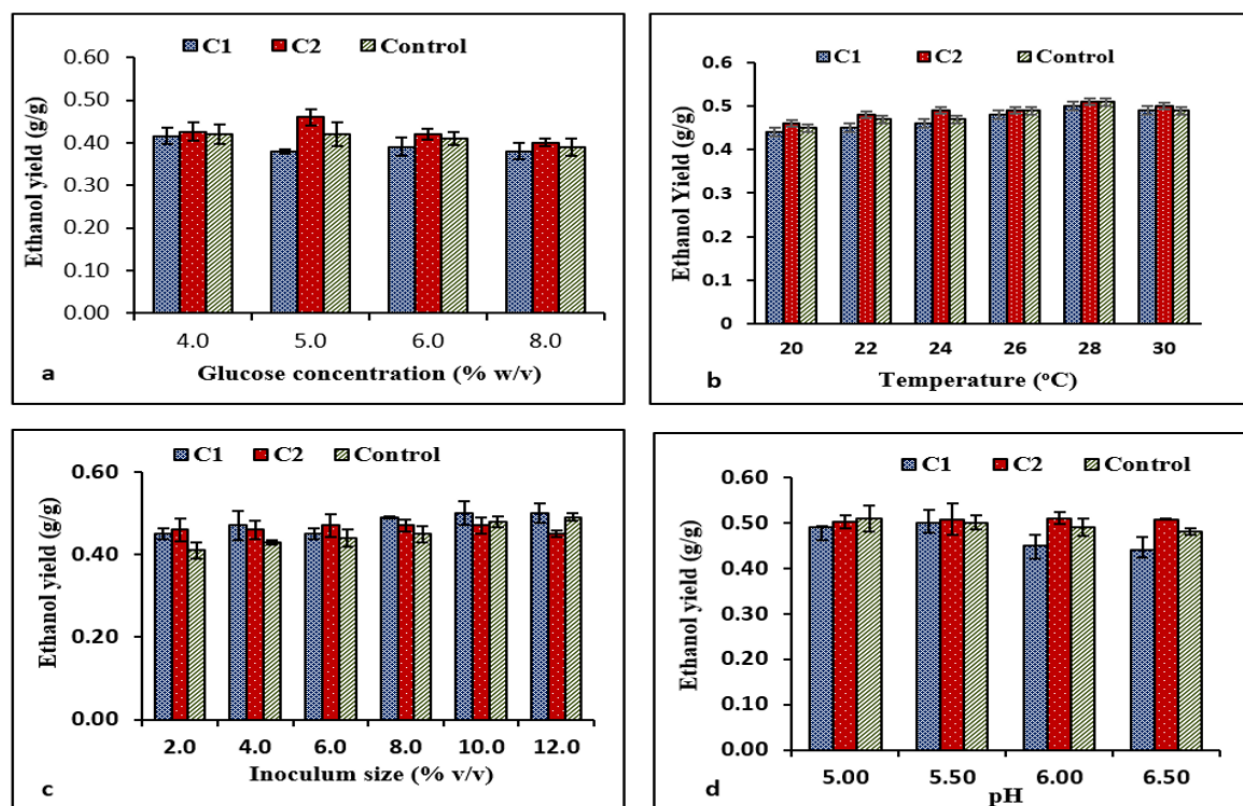 C1 C2 Control
0.60
0.50
0.40
0.30
0.20
0.10
0.00
Ethanol yield (g/g)
4.0 5.0 6.0 8.0
Glucose concentration (% w/v)
a
C1 C2 Control
0.6
0.5
0.4
0.3
0.2
0.1
0
Ethanol Yield (g/g)
20 22 24 26 28 30
Temperature (°C)
b
C1 C2 Control
0.60
0.40
0.20
0.00
Ethanol yield (g/g)
2.0 4.0 6.0 8.0 10.0 12.0
Inoculum size (% v/v)
c
C1 C2 Control
0.60
0.50
0.40
0.30
0.20
0.10
0.00
Ethanol yield (g/g)
5.00 5.50 6.00 6.50
pH
d